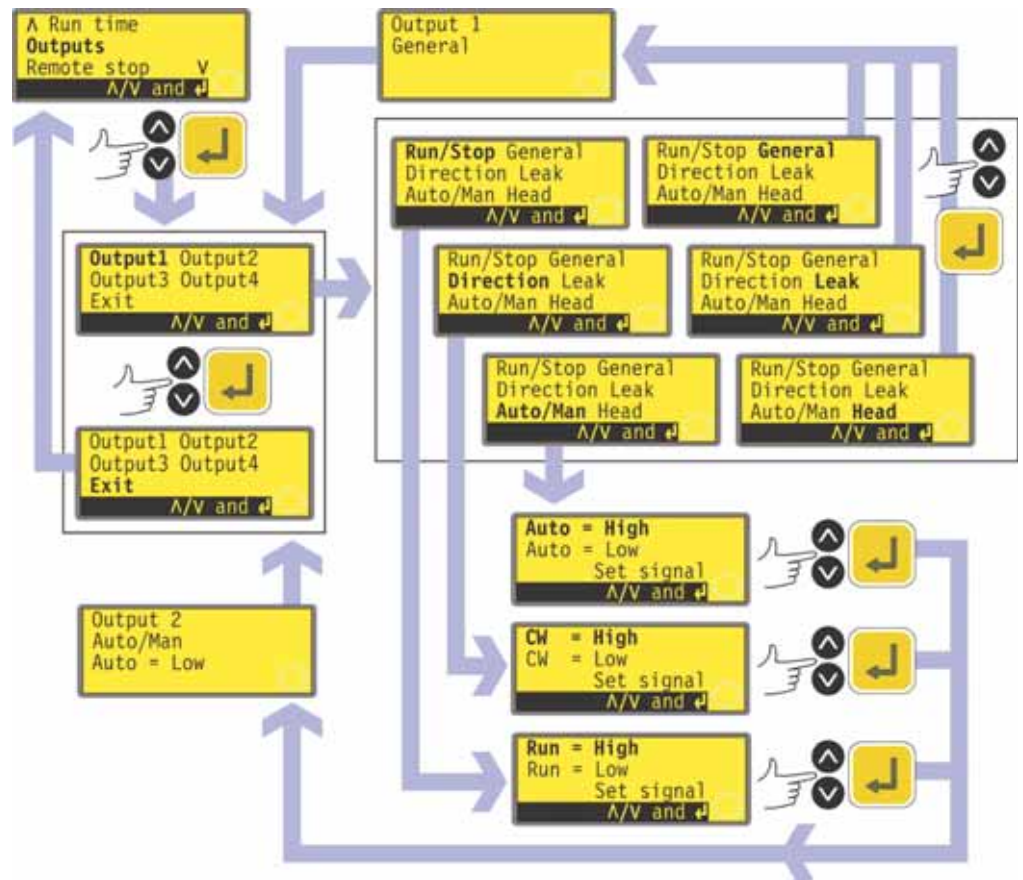 Λ Run time
Outputs
Remote stop V
Λ/V and ↲
Output 1
General
Run/Stop General
Direction Leak
Auto/Man Head
Λ/V and ↲
Run/Stop General
Direction Leak
Auto/Man Head
Λ/V and ↲
Output1 Output2
Output3 Output4
Exit
Λ/V and ↲
Run/Stop General
Direction Leak
Auto/Man Head
Λ/V and ↲
Run/Stop General
Direction Leak
Auto/Man Head
Λ/V and ↲
Run/Stop General
Direction Leak
Auto/Man Head
Λ/V and ↲
Run/Stop General
Direction Leak
Auto/Man Head
Λ/V and ↲
Output1 Output2
Output3 Output4
Exit
Λ/V and ↲
Auto = High
Auto = Low
Set signal
Λ/V and ↲
Output 2
Auto/Man
Auto = Low
CW = High
CW = Low
Set signal
Λ/V and ↲
Run = High
Run = Low
Set signal
Λ/V and ↲